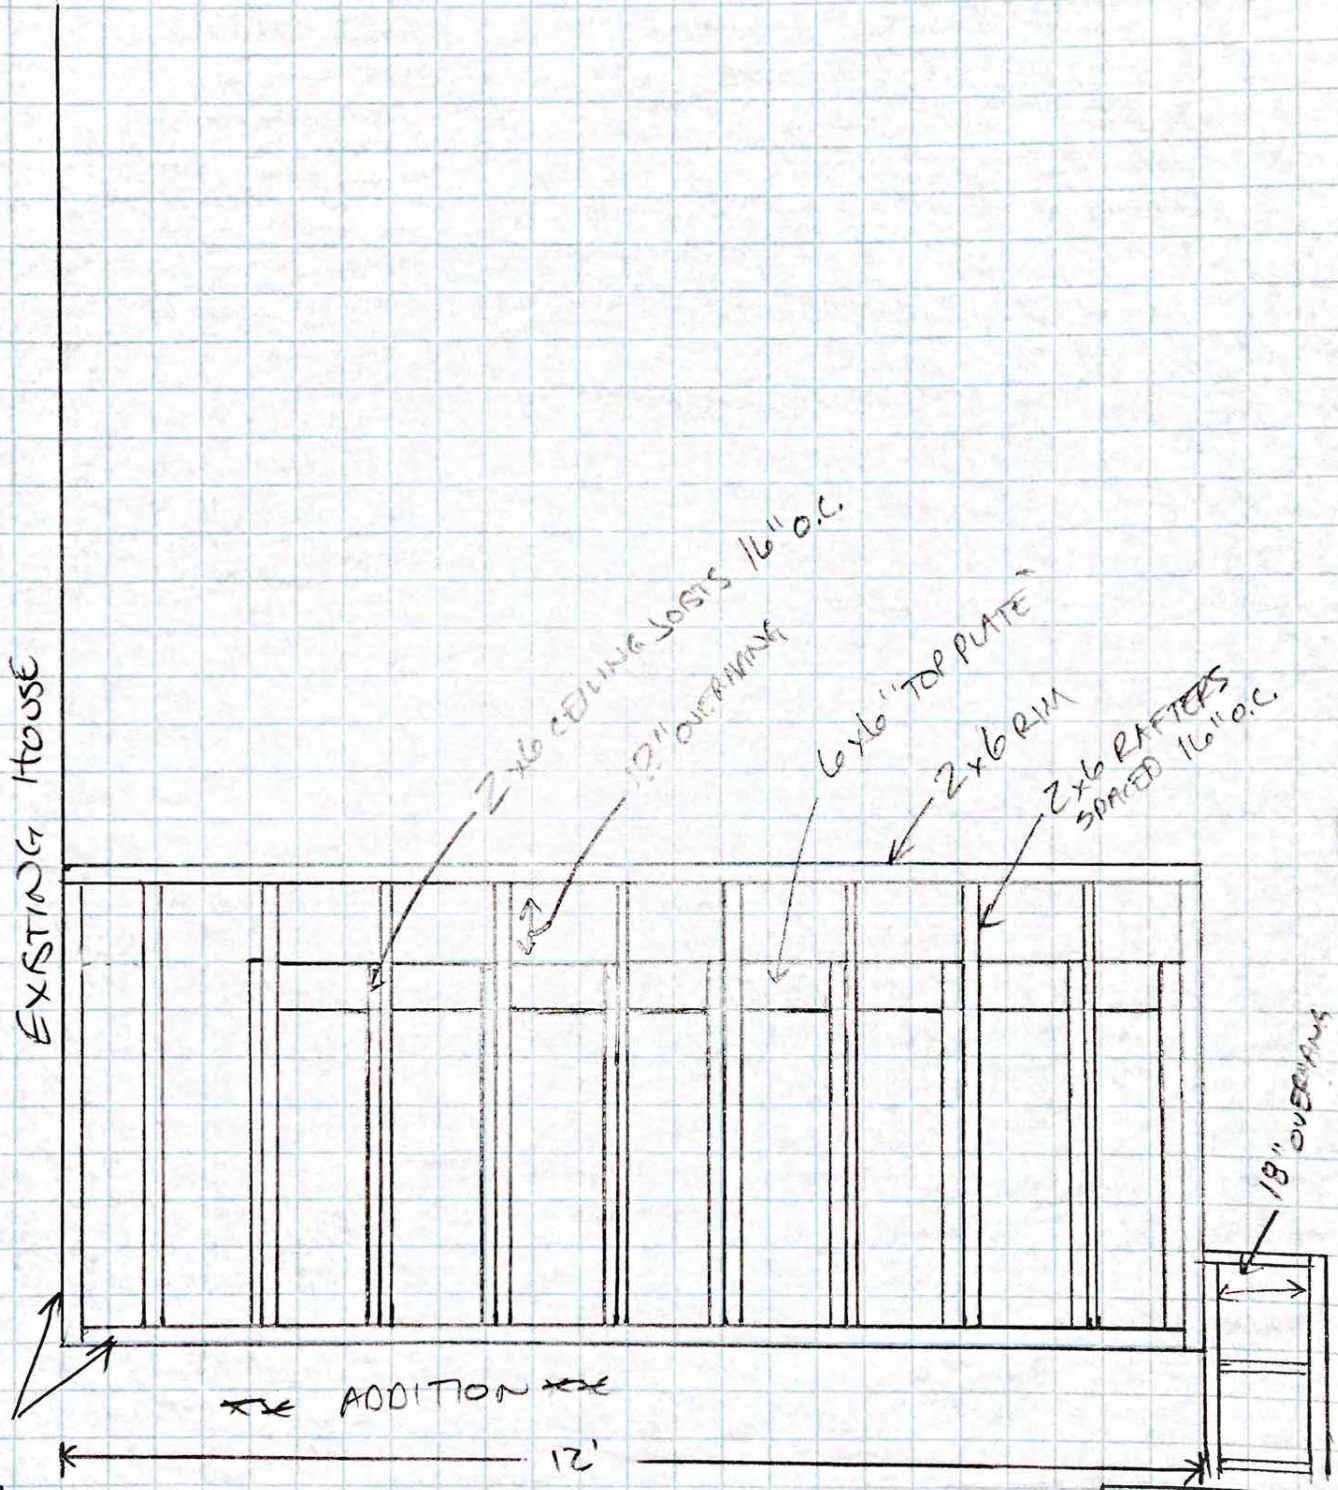 2x6 CEILING JOISTS 16" O.C.
12" OVERHANG
6x6 "TOP PLATE"
2x6 RIM
2x6 RAFTERS
SPACED 16" O.C.
EXISTING HOUSE
18" OVERHANG
ADDITION
12'